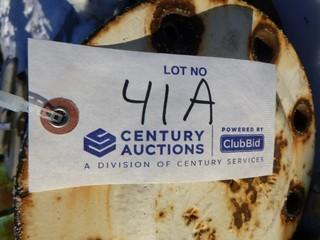 LOT NO
41A
CENTURY AUCTIONS
POWERED BY
ClubBid
A DIVISION OF CENTURY SERVICES